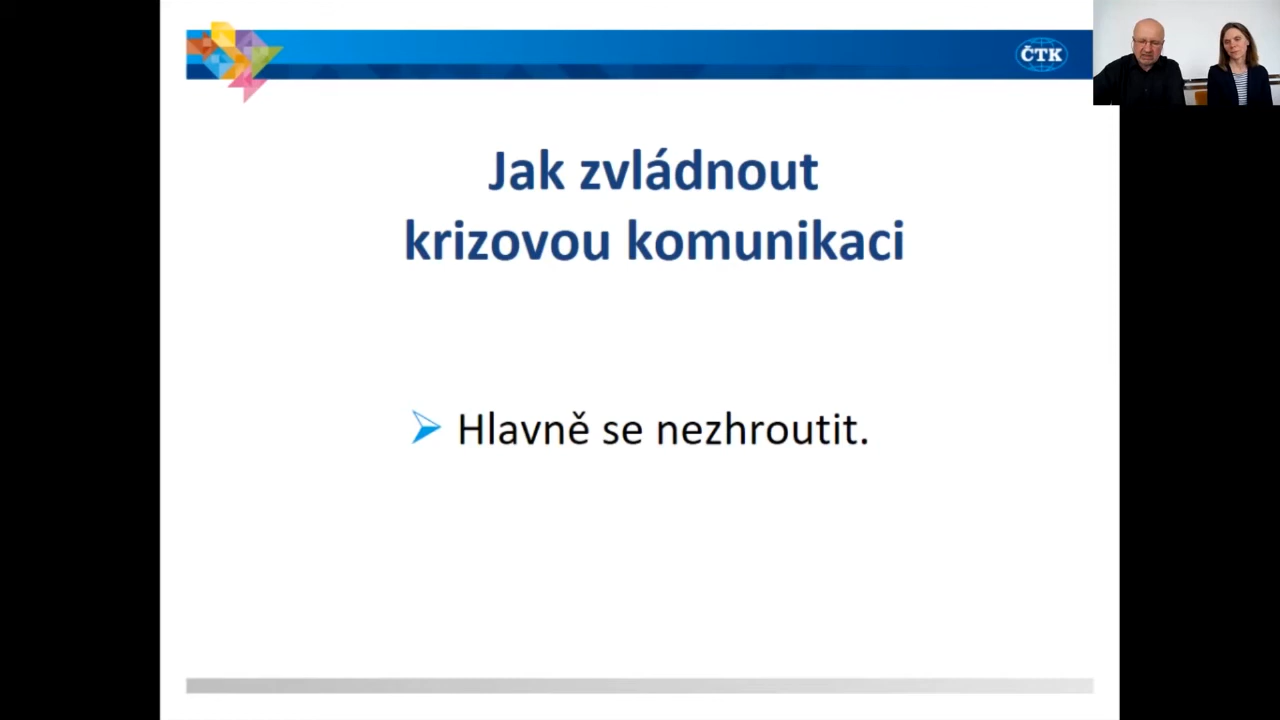 ČTK
Jak zvládnout
krizovou komunikaci
Hlavně se nezhroutit.